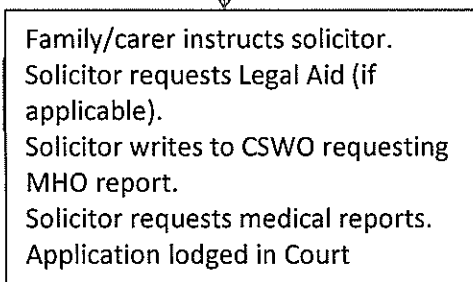 Family/carer instructs solicitor.
Solicitor requests Legal Aid (if
applicable).
Solicitor writes to CSWO requesting
MHO report.
Solicitor requests medical reports.
Application lodged in Court